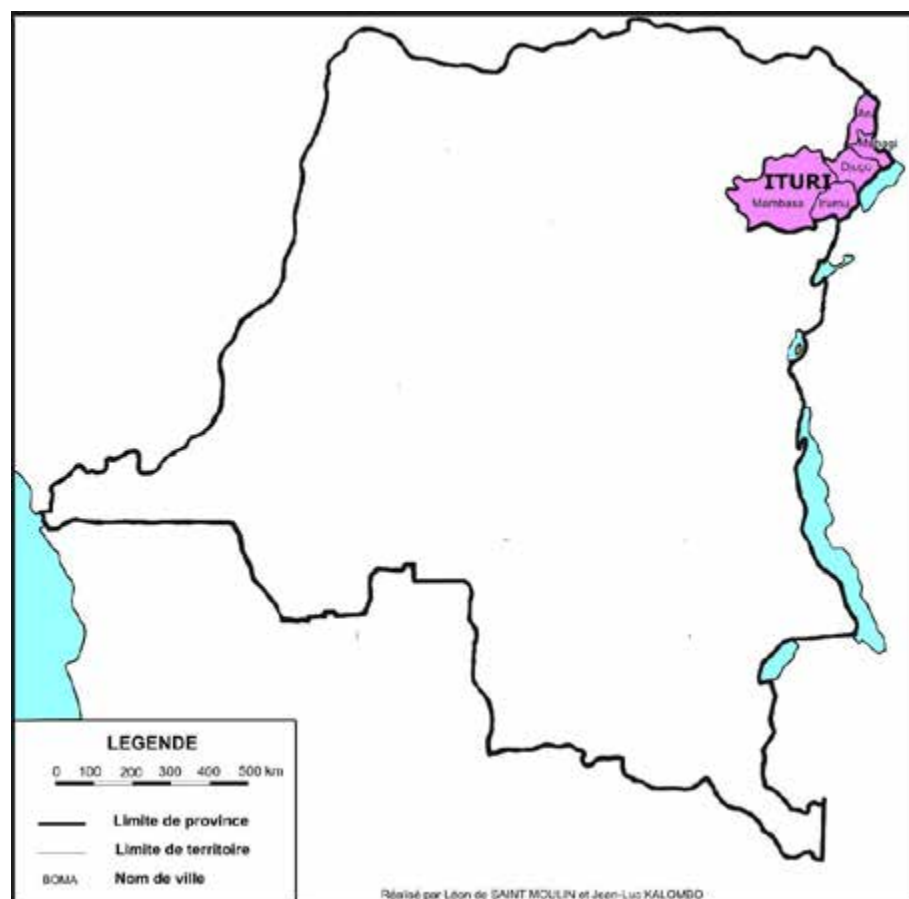 Mahagi
Djugu
ITURI
Mambasa
Irumu
LEGENDE
0 100 200 300 400 500 km
Limite de province
Limite de territoire
BOMA
Nom de ville
Réalisé par Léon de SAINT MOULIN et Jean-Luc KALOMBO